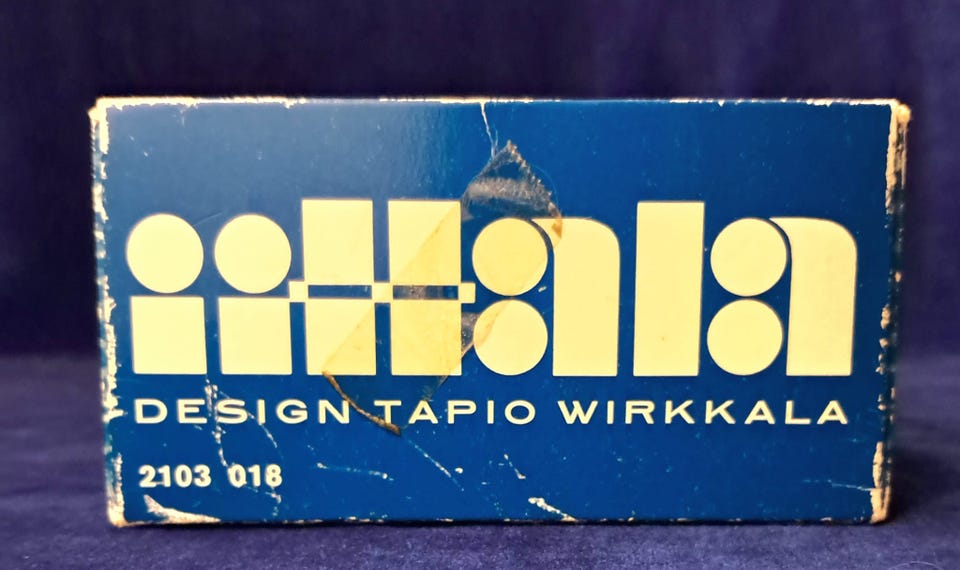 iittala
DESIGN TAPIO WIRKKALA
2103 018